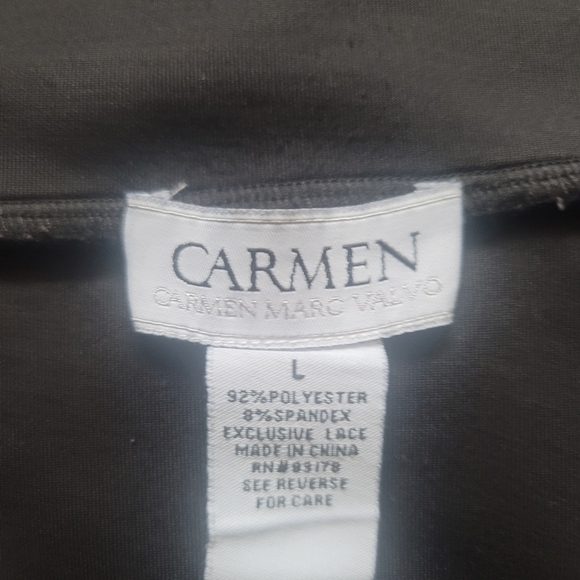 CARMEN
CARMEN MARC VALVO
L
92%POLYESTER
8%SPANDEX
EXCLUSIVE LACE
MADE IN CHINA
RN#93178
SEE REVERSE
FOR CARE